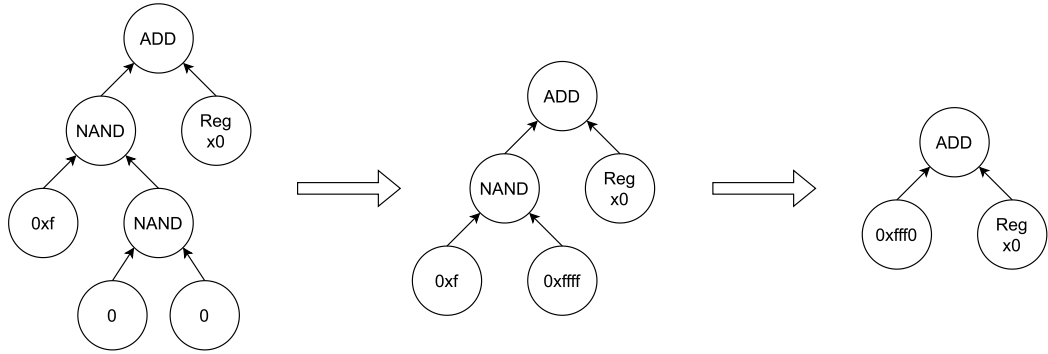 ADD
NAND
Reg
x0
0xf
NAND
0
0
ADD
NAND
Reg
x0
0xf
0xffff
ADD
0xfff0
Reg
x0